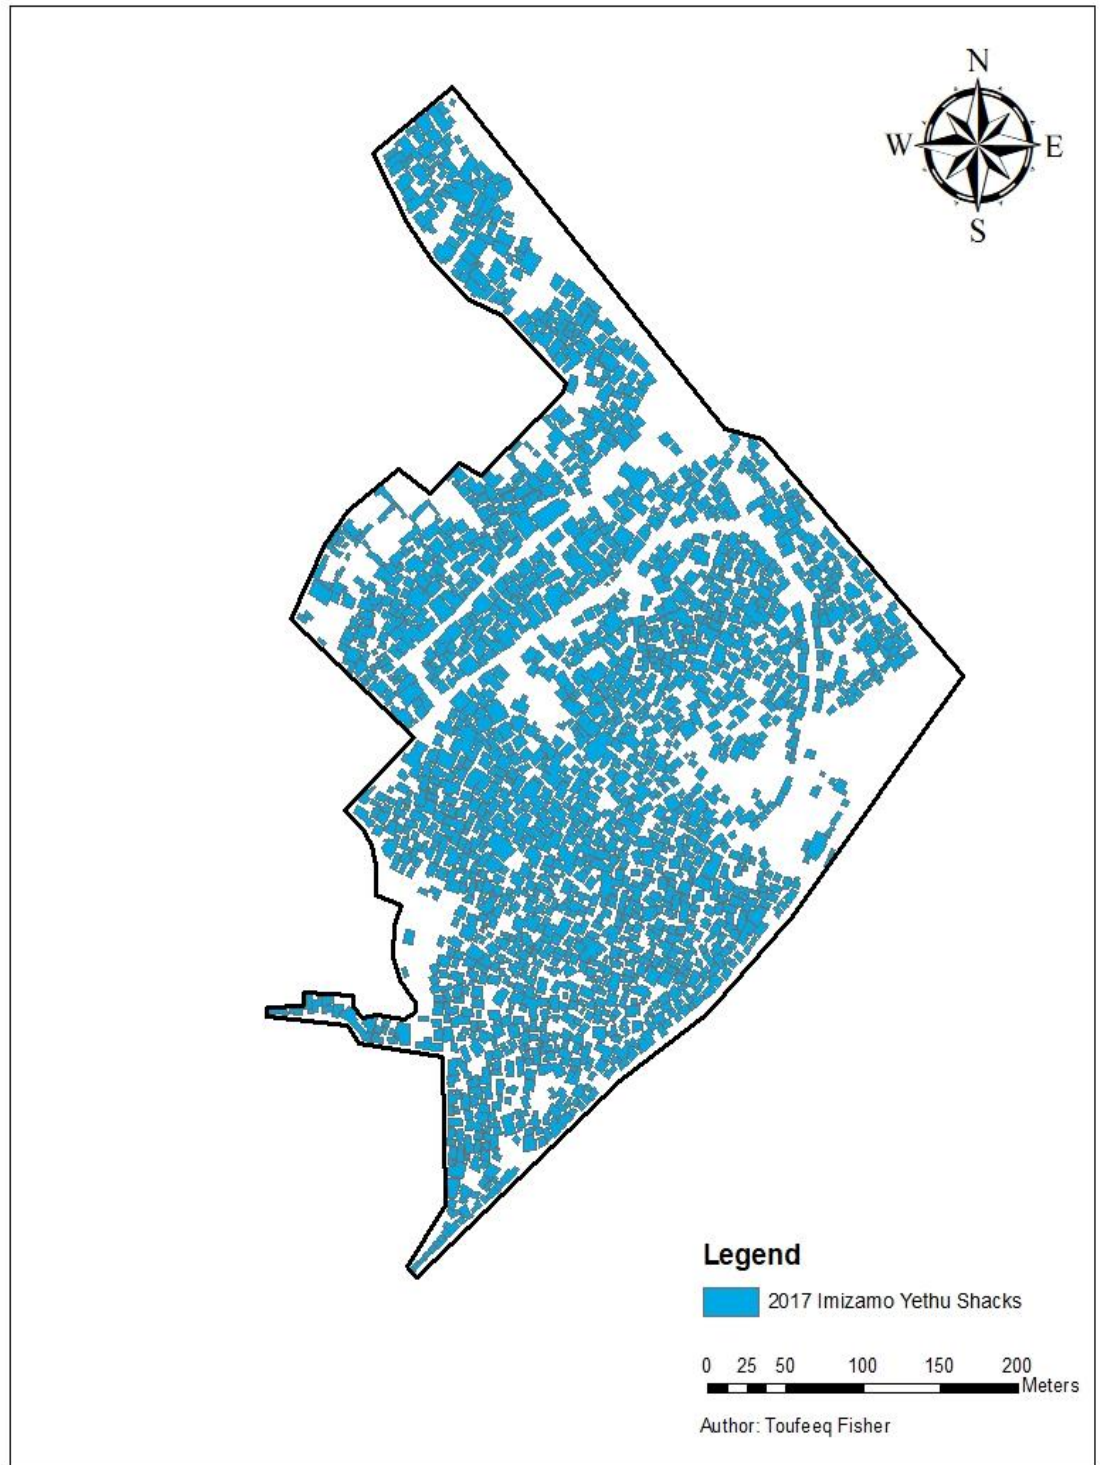 N
W E
S
Legend
2017 Imizamo Yethu Shacks
0 25 50 100 150 200
Meters
Author: Toufeeq Fisher